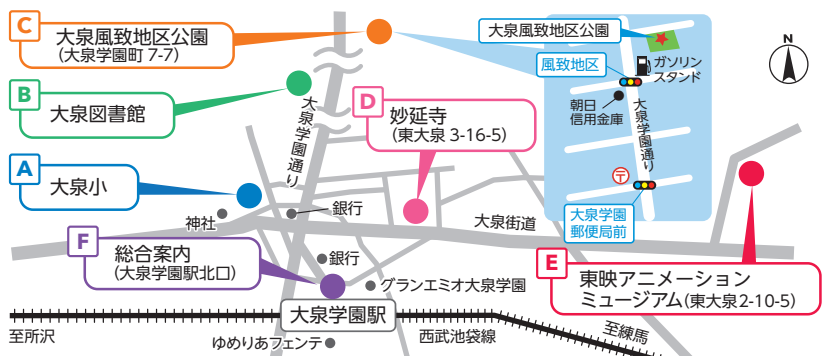 C
大泉風致地区公園
(大泉学園町 7-7)
B
大泉図書館
A
大泉小
D
妙延寺
(東大泉 3-16-5)
大泉学園通り
大泉風致地区公園
風致地区
ガソリン
スタンド
朝日
信用金庫
大泉学園通り
〒
大泉学園
郵便局前
N
神社
銀行
大泉街道
F
総合案内
(大泉学園駅北口)
銀行
グランエミオ大泉学園
E
東映アニメーション
ミュージアム(東大泉2-10-5)
大泉学園駅
至所沢
ゆめりあフェンテ
西武池袋線
至練馬